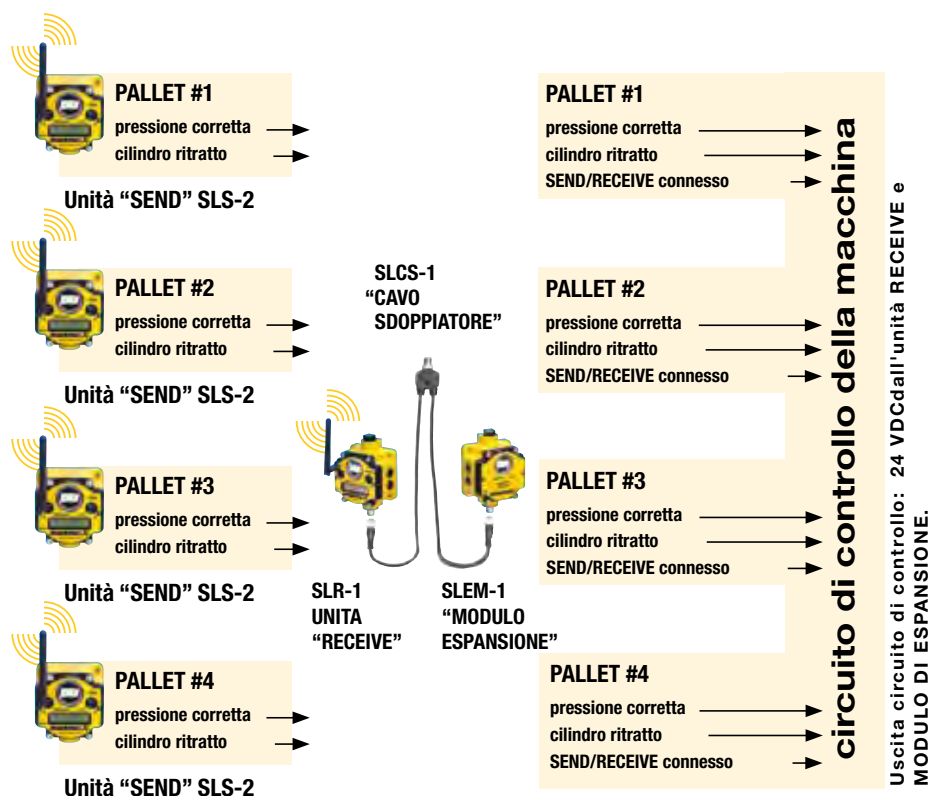 PALLET #1
pressione corretta
cilindro ritratto
Unità “SEND” SLS-2
PALLET #2
pressione corretta
cilindro ritratto
Unità “SEND” SLS-2
PALLET #3
pressione corretta
cilindro ritratto
Unità “SEND” SLS-2
PALLET #4
pressione corretta
cilindro ritratto
Unità “SEND” SLS-2
SLCS-1
“CAVO
SDOPPIATORE”
SLR-1
UNITA
“RECEIVE”
SLEM-1
“MODULO
ESPANSIONE”
PALLET #1
pressione corretta
cilindro ritratto
SEND/RECEIVE connesso
PALLET #2
pressione corretta
cilindro ritratto
SEND/RECEIVE connesso
PALLET #3
pressione corretta
cilindro ritratto
SEND/RECEIVE connesso
PALLET #4
pressione corretta
cilindro ritratto
SEND/RECEIVE connesso
circuito di controllo della macchina
Uscita circuito di controllo: 24 VDCdall'unità RECEIVE e
MODULO DI ESPANSIONE.